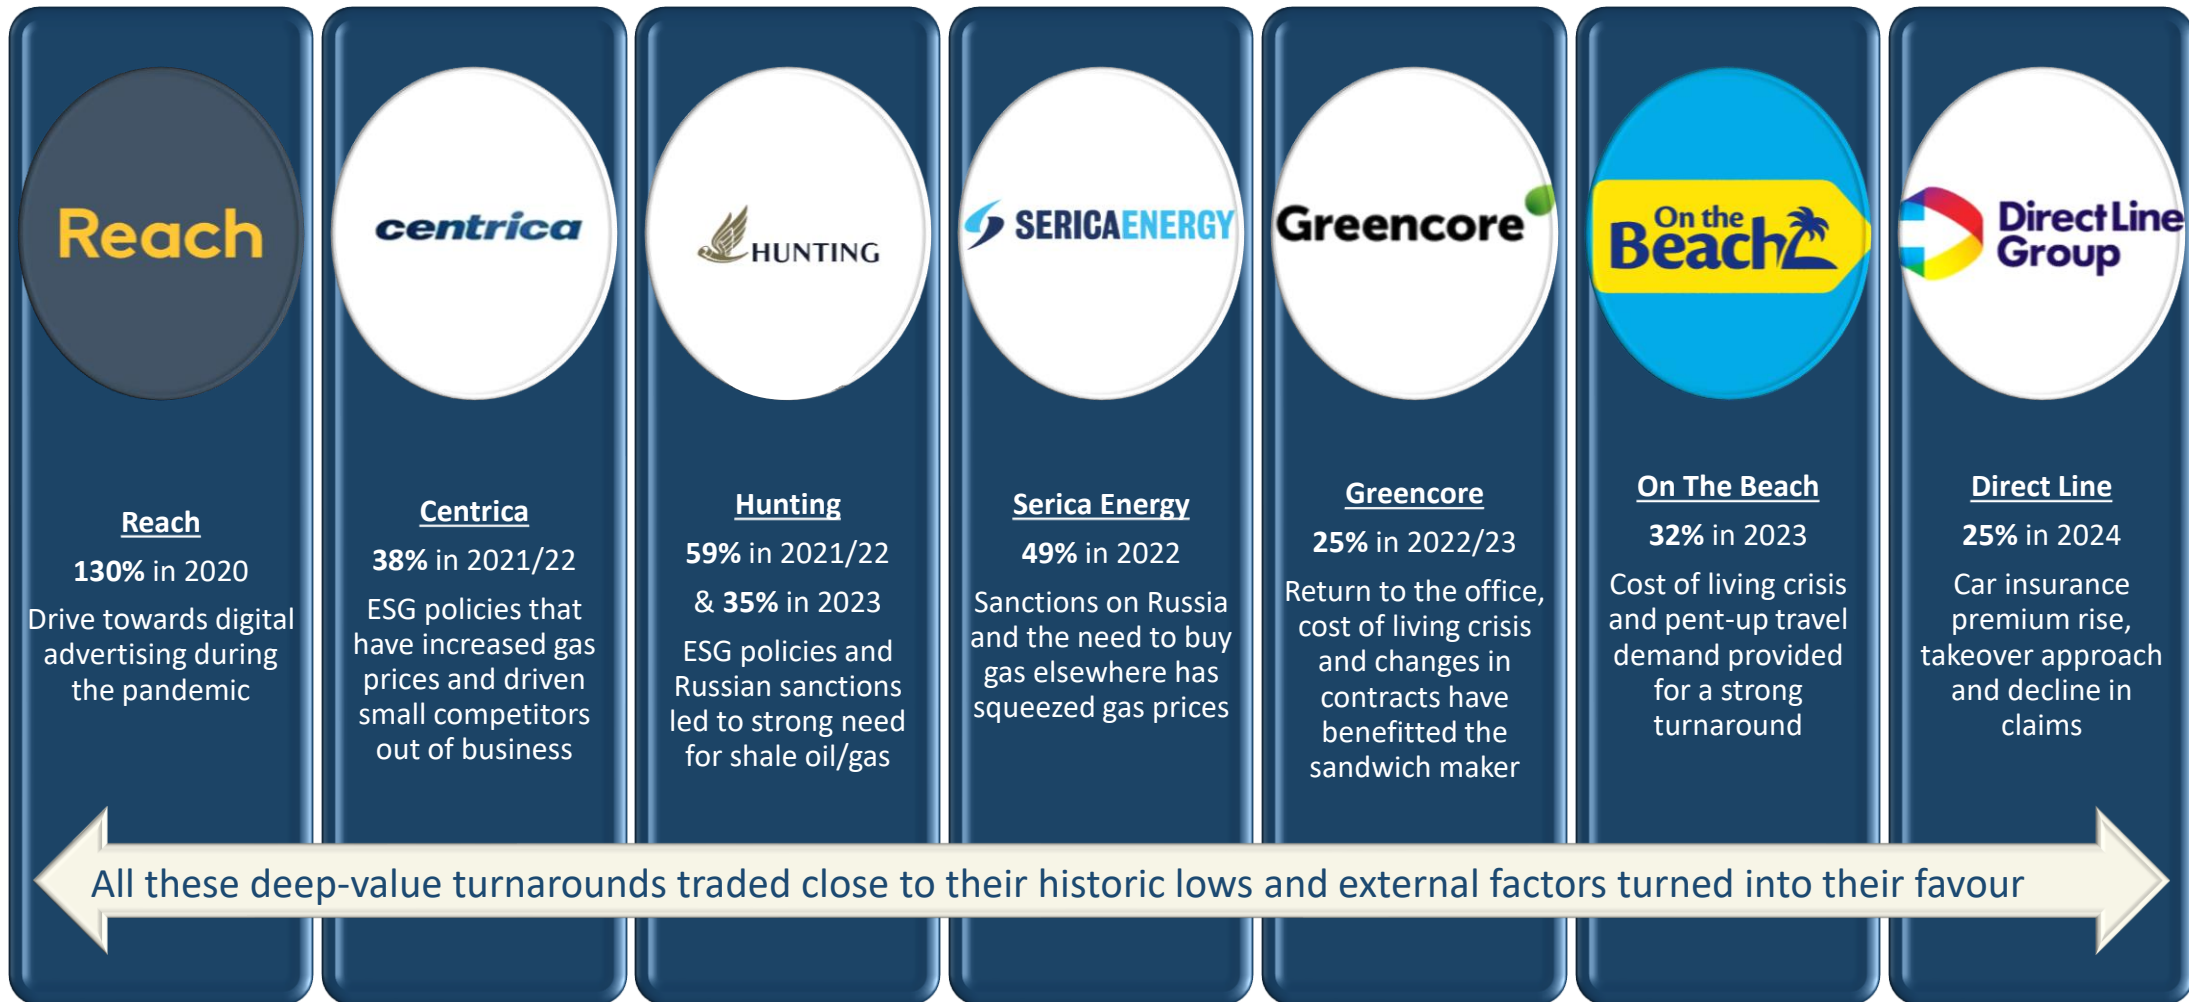 Reach
centrica
HUNTING
SERICAENERGY
Greencore
On the
Beach
DirectLine
Group
Reach
130% in 2020
Drive towards digital
advertising during
the pandemic
Centrica
38% in 2021/22
ESG policies that
have increased gas
prices and driven
small competitors
out of business
Hunting
59% in 2021/22
& 35% in 2023
ESG policies and
Russian sanctions
led to strong need
for shale oil/gas
Serica Energy
49% in 2022
Sanctions on Russia
and the need to buy
gas elsewhere has
squeezed gas prices
Greencore
25% in 2022/23
Return to the office,
cost of living crisis
and changes in
contracts have
benefitted the
sandwich maker
On The Beach
32% in 2023
Cost of living crisis
and pent-up travel
demand provided
for a strong
turnaround
Direct Line
25% in 2024
Car insurance
premium rise,
takeover approach
and decline in
claims
All these deep-value turnarounds traded close to their historic lows and external factors turned into their favour